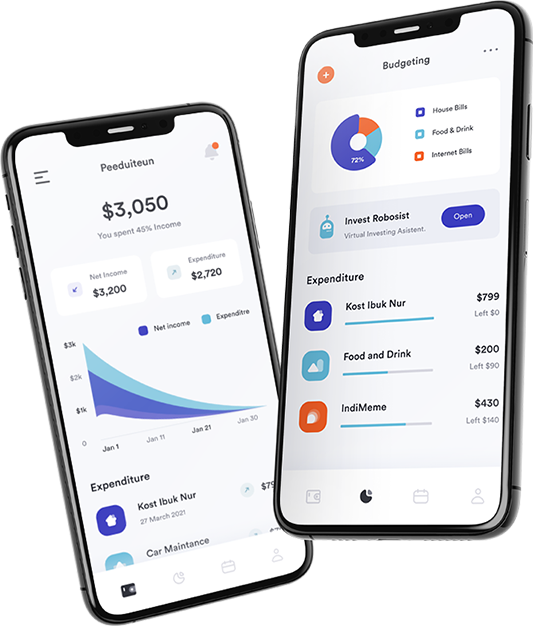 Peeduiteun
$3,050
You spent 45% Income
Net Income
$3,200
Expenditure
$2,720
Net income
Expenditre
$3k
$2k
$1k
0
Jan 1
Jan 11
Jan 21
Jan 30
Expenditure
Kost Ibuk Nur
27 March 2021
Car Maintance
Budgeting
72%
House Bills
Food & Drink
Internet Bills
Invest Robosist
Virtual Investing Asistent.
Open
Expenditure
Kost Ibuk Nur
$799
Left $0
Food and Drink
$200
Left $90
IndiMeme
$430
Left $140